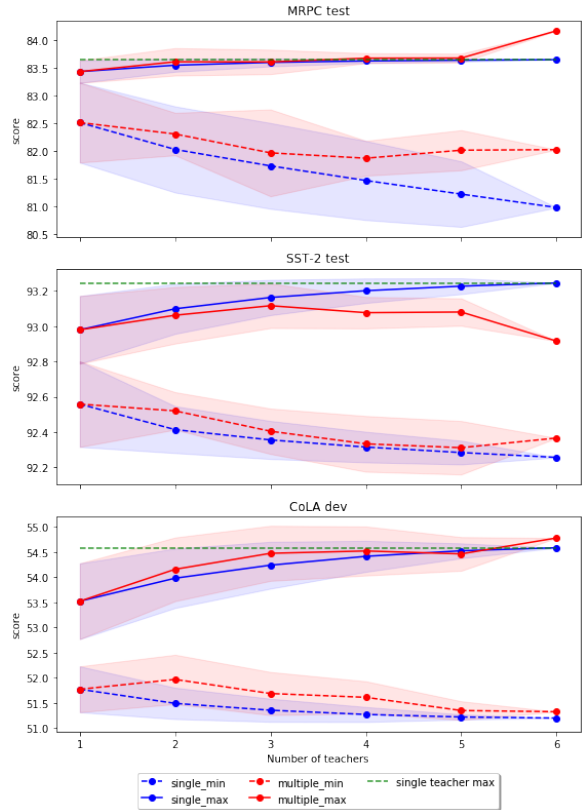 MRPC test
84.0
83.5
83.0
82.5
82.0
81.5
81.0
80.5
score
SST-2 test
93.2
93.0
92.8
92.6
92.4
92.2
score
CoLA dev
55.0
54.5
54.0
53.5
53.0
52.5
52.0
51.5
51.0
score
1 2 3 4 5 6
Number of teachers
single_min multiple_min single teacher max
single_max multiple_max